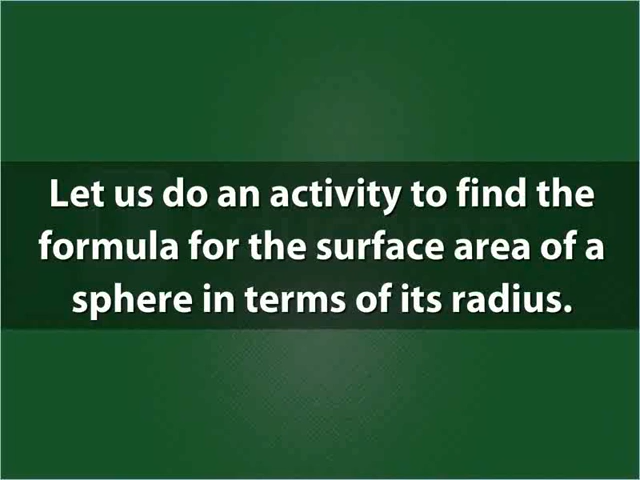 Let us do an activity to find the
formula for the surface area of a
sphere in terms of its radius.